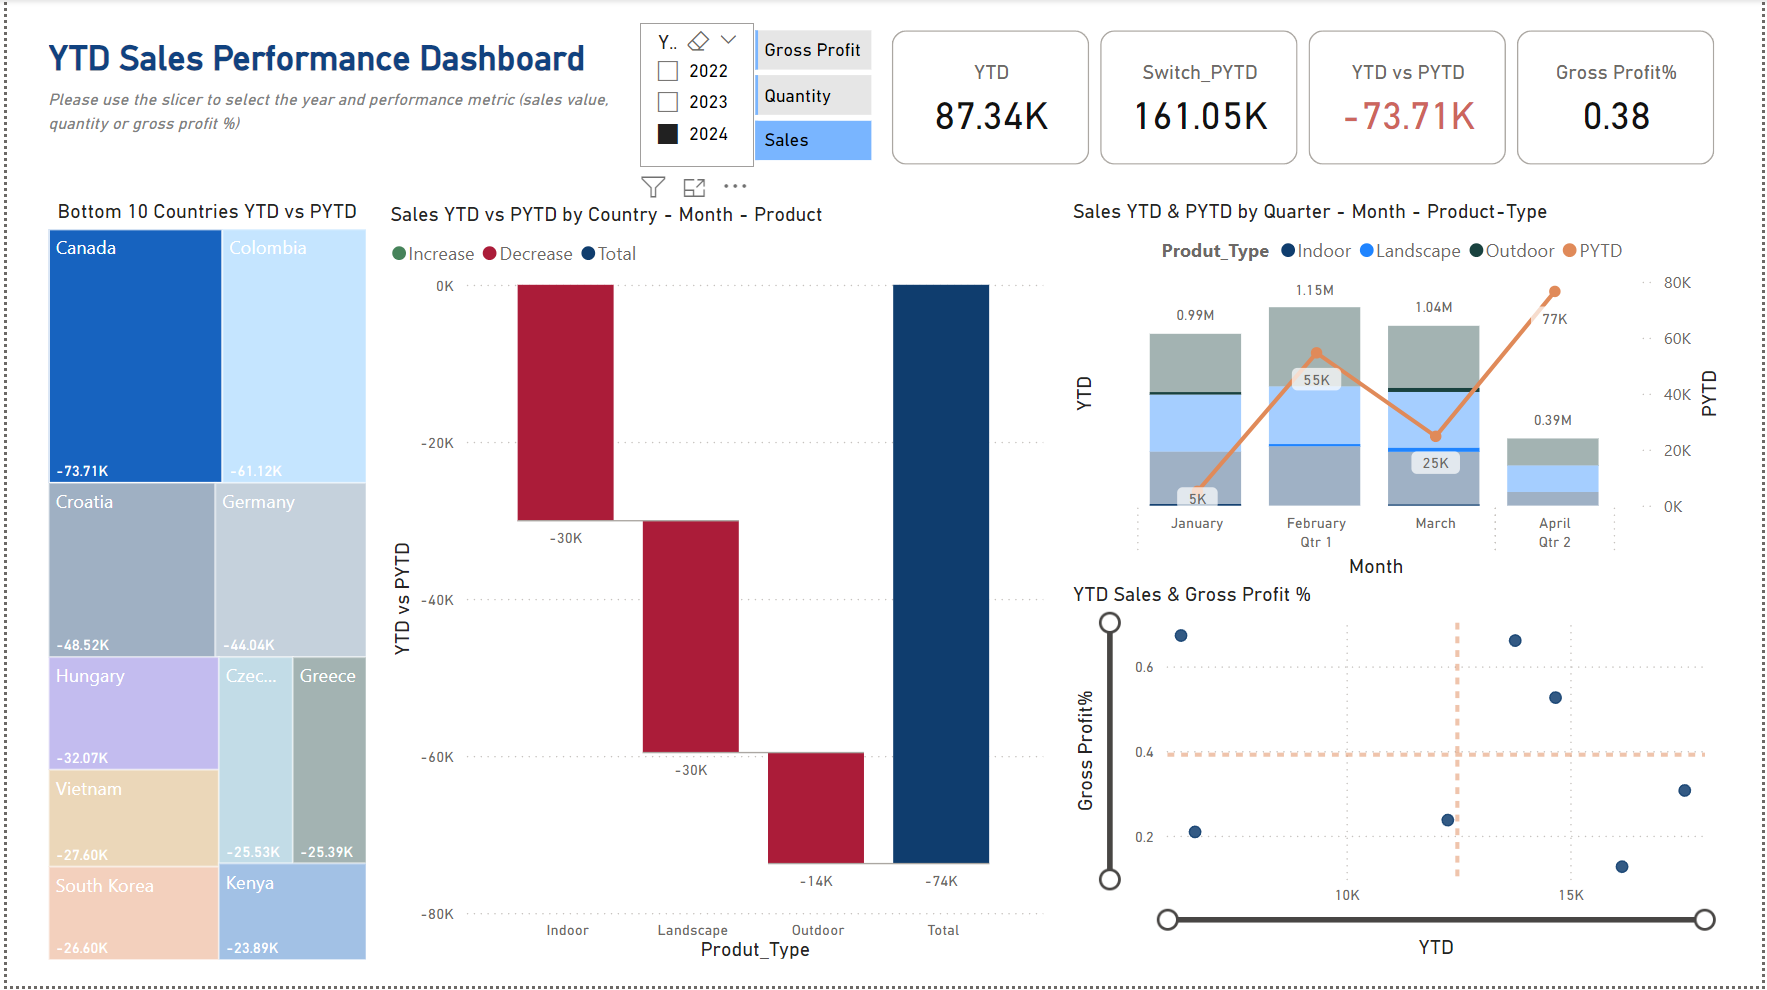 YTD Sales Performance Dashboard
Please use the slicer to select the year and performance metric (sales value,
quantity or gross profit %)
Y..
2022
2023
2024
Gross Profit
Quantity
Sales
YTD
87.34K
Switch_PYTD
161.05K
YTD vs PYTD
-73.71K
Gross Profit%
0.38
Bottom 10 Countries YTD vs PYTD
Canada
-73.71K
Colombia
-61.12K
Croatia
-48.52K
Germany
-44.04K
Hungary
-32.07K
Czec...
-25.53K
Greece
-25.39K
Vietnam
-27.60K
South Korea
-26.60K
Kenya
-23.89K
Sales YTD vs PYTD by Country - Month - Product
Increase Decrease Total
YTD vs PYTD
0K
-20K
-40K
-60K
-80K
-30K
-30K
-14K
-74K
Indoor Landscape Outdoor Total
Produt_Type
Sales YTD & PYTD by Quarter - Month - Product-Type
Produt_Type Indoor Landscape Outdoor PYTD
YTD
0.99M
1.15M
1.04M
0.39M
5K
55K
25K
77K
80K
60K
40K
20K
0K
PYTD
January February March April
Qtr 1 Qtr 2
Month
YTD Sales & Gross Profit %
Gross Profit%
0.6
0.4
0.2
10K 15K
YTD